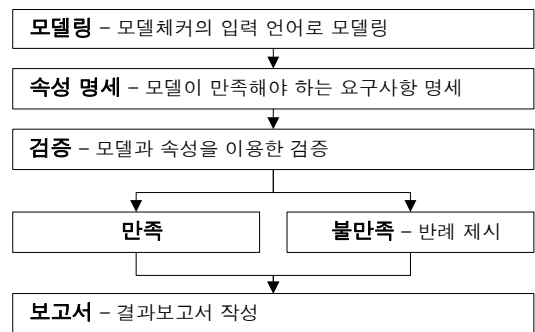 모델링 – 모델체커의 입력 언어로 모델링
속성 명세 – 모델이 만족해야 하는 요구사항 명세
검증 – 모델과 속성을 이용한 검증
만족
불만족 – 반례 제시
보고서 – 결과보고서 작성